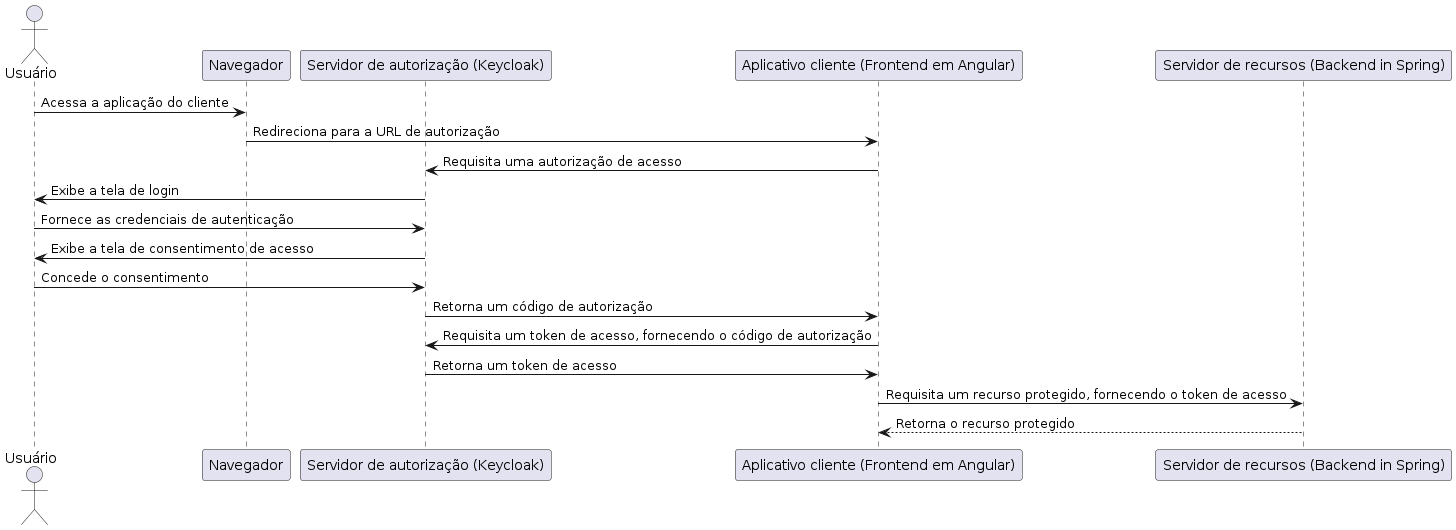 Usuário
Navegador
Servidor de autorização (Keycloak)
Aplicativo cliente (Frontend em Angular)
Servidor de recursos (Backend in Spring)
Acessa a aplicação do cliente
Redireciona para a URL de autorização
Requisita uma autorização de acesso
Exibe a tela de login
Fornece as credenciais de autenticação
Exibe a tela de consentimento de acesso
Concede o consentimento
Retorna um código de autorização
Requisita um token de acesso, fornecendo o código de autorização
Retorna um token de acesso
Requisita um recurso protegido, fornecendo o token de acesso
Retorna o recurso protegido
Usuário
Navegador
Servidor de autorização (Keycloak)
Aplicativo cliente (Frontend em Angular)
Servidor de recursos (Backend in Spring)